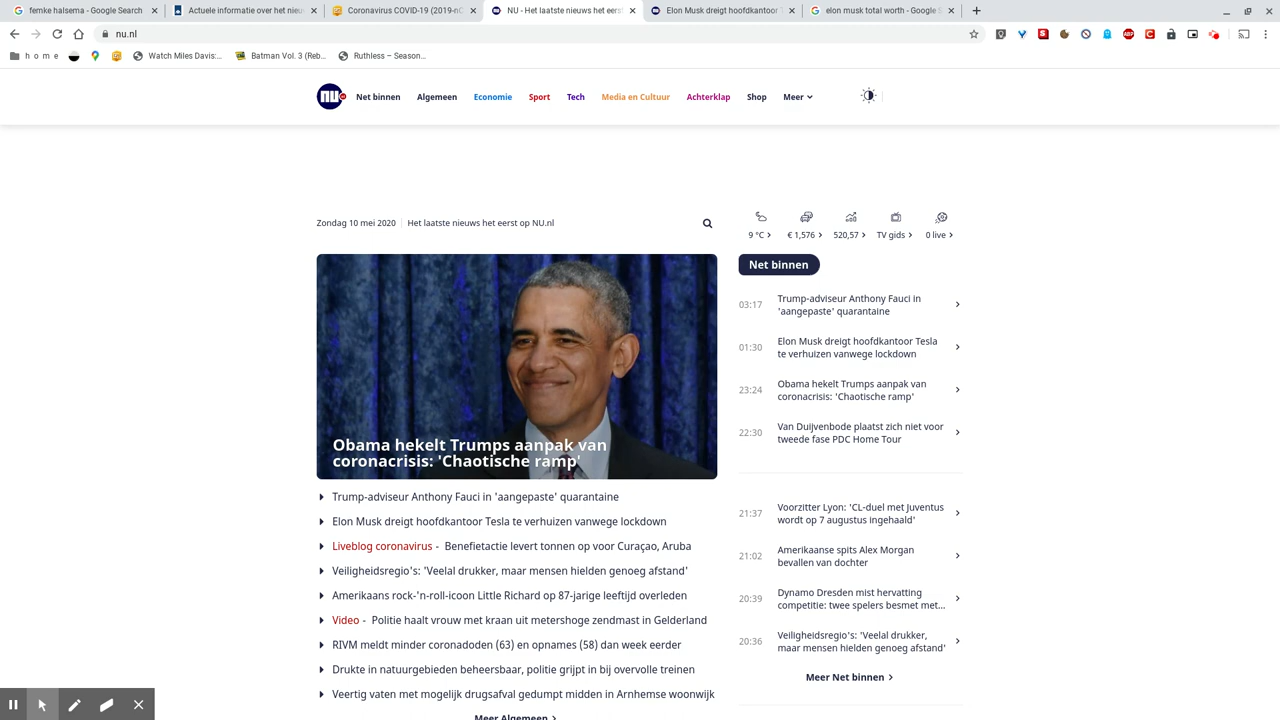 femke halsema - Google Search
Actuele informatie over het nieu
Coronavirus COVID-19 (2019-nC
NU - Het laatste nieuws het eers
Elon Musk dreigt hoofdkantoor T
elon musk total worth - Google S
nu.nl
h o m e
Watch Miles Davis:...
Batman Vol. 3 (Reb...
Ruthless – Season...
nu
Net binnen
Algemeen
Economie
Sport
Tech
Media en Cultuur
Achterklap
Shop
Meer
Zondag 10 mei 2020
Het laatste nieuws het eerst op NU.nl
9 °C
€ 1,576
520,57
TV gids
0 live
Obama hekelt Trumps aanpak van
coronacrisis: 'Chaotische ramp'
Trump-adviseur Anthony Fauci in 'aangepaste' quarantaine
Elon Musk dreigt hoofdkantoor Tesla te verhuizen vanwege lockdown
Liveblog coronavirus - Benefietactie levert tonnen op voor Curaçao, Aruba
Veiligheidsregio's: 'Veelal drukker, maar mensen hielden genoeg afstand'
Amerikaans rock-'n-roll-icoon Little Richard op 87-jarige leeftijd overleden
Video - Politie haalt vrouw met kraan uit metershoge zendmast in Gelderland
RIVM meldt minder coronadoden (63) en opnames (58) dan week eerder
Drukte in natuurgebieden beheersbaar, politie grijpt in bij overvolle treinen
Veertig vaten met mogelijk drugsafval gedumpt midden in Arnhemse woonwijk
Meer Algemeen
Net binnen
03:17
Trump-adviseur Anthony Fauci in
'aangepaste' quarantaine
01:30
Elon Musk dreigt hoofdkantoor Tesla
te verhuizen vanwege lockdown
23:24
Obama hekelt Trumps aanpak van
coronacrisis: 'Chaotische ramp'
22:30
Van Duijvenbode plaatst zich niet voor
tweede fase PDC Home Tour
21:37
Voorzitter Lyon: 'CL-duel met Juventus
wordt op 7 augustus ingehaald'
21:02
Amerikaanse spits Alex Morgan
bevallen van dochter
20:39
Dynamo Dresden mist hervatting
competitie: twee spelers besmet met...
20:36
Veiligheidsregio's: 'Veelal drukker,
maar mensen hielden genoeg afstand'
Meer Net binnen